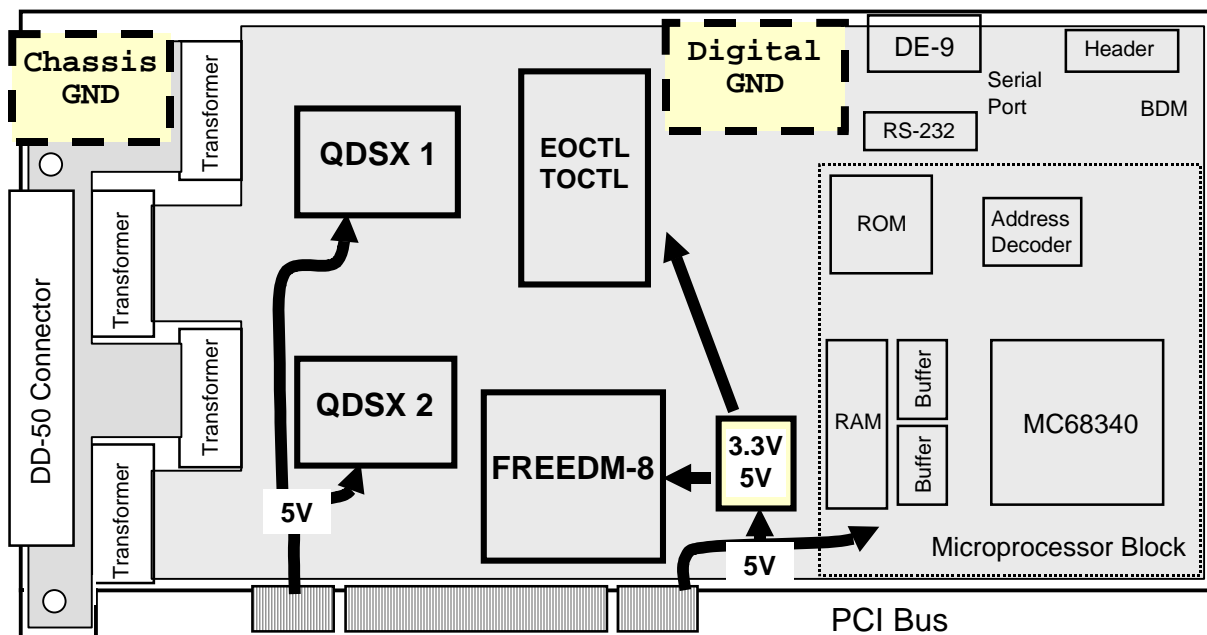 Chassis
GND
Transformer
Digital
GND
DE-9
Serial
Port
Header
BDM
RS-232
QDSX 1
EOCTL
TOCTL
ROM
Address
Decoder
DD-50 Connector
Transformer
Transformer
Transformer
QDSX 2
5V
FREEDM-8
3.3V
5V
5V
RAM
Buffer
Buffer
MC68340
Microprocessor Block
PCI Bus